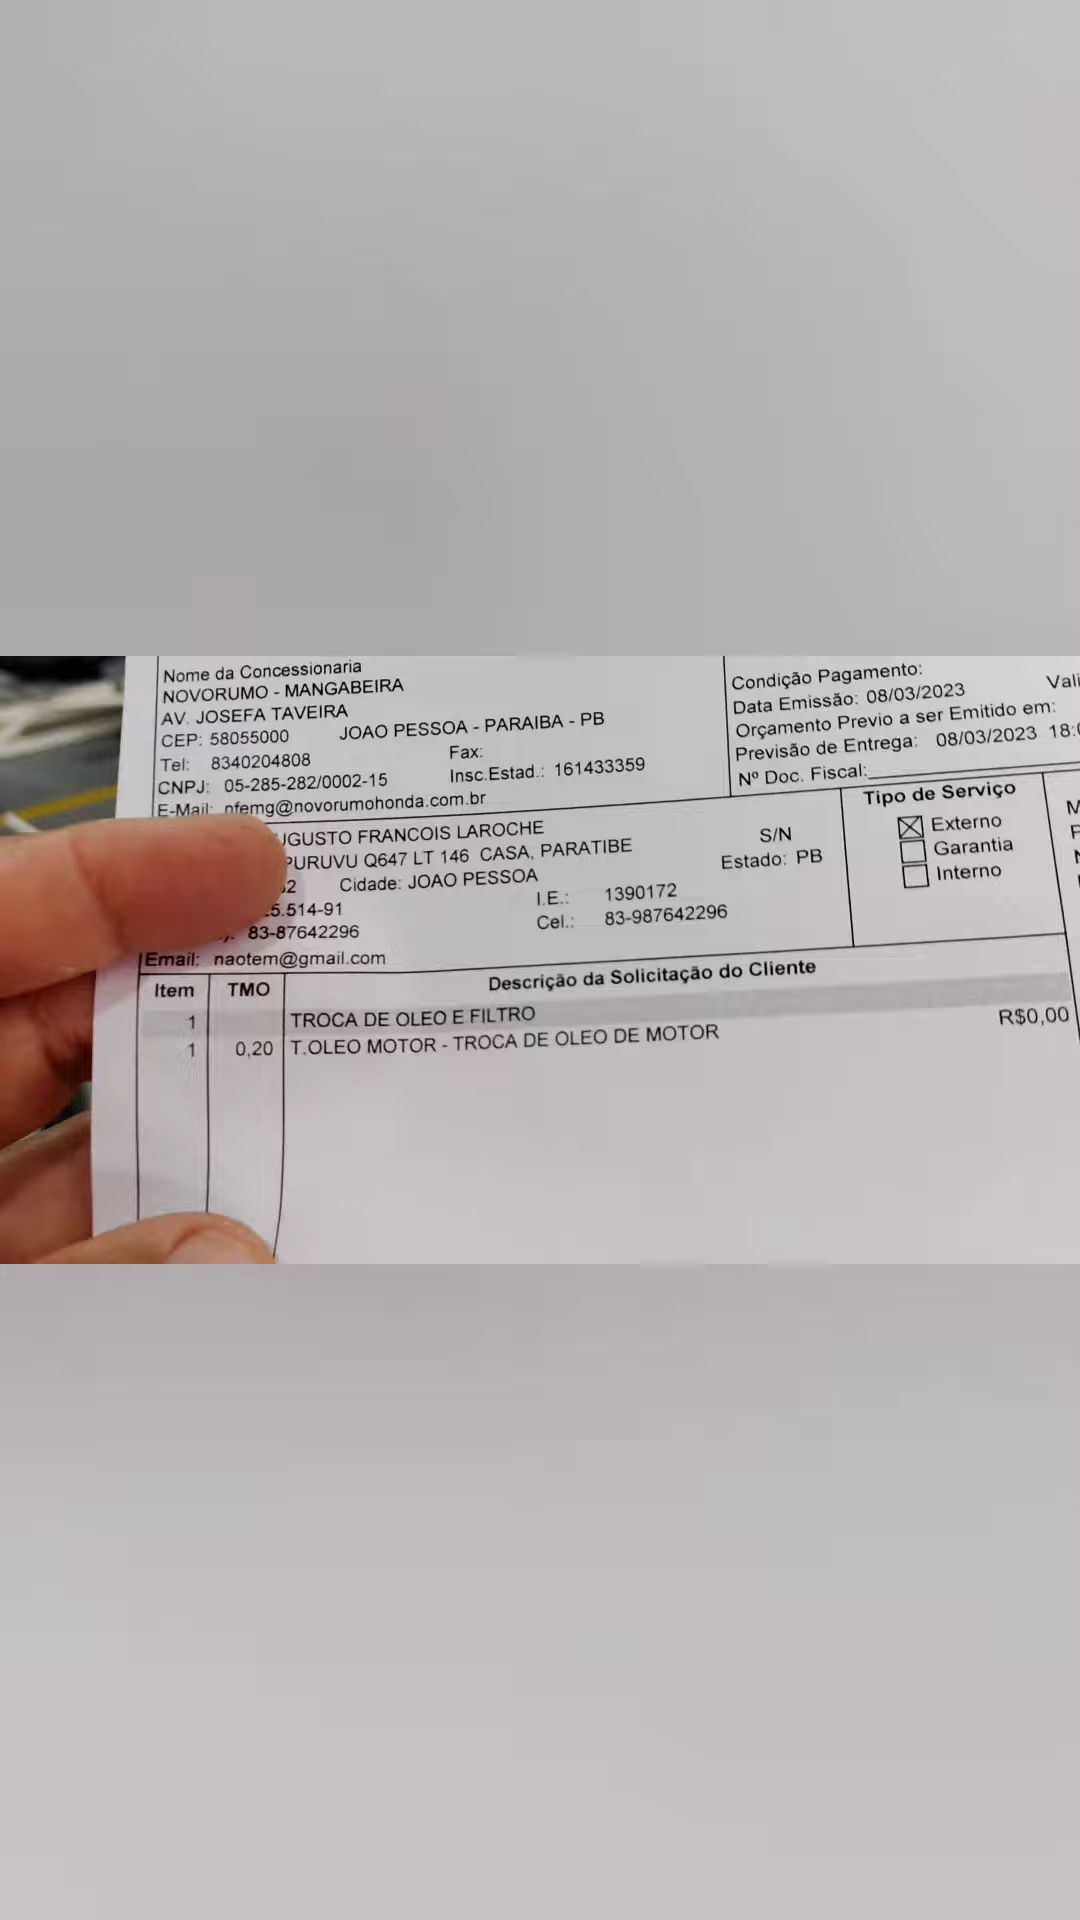 Nome da Concessionaria
NOVORUMO - MANGABEIRA
AV. JOSEFA TAVEIRA
CEP: 58055000 JOAO PESSOA - PARAIBA - PB
Tel: 8340204808 Fax:
CNPJ: 05-285-282/0002-15 Insc.Estad.: 161433359
E-Mail: nfemg@novorumohonda.com.br
Condição Pagamento:
Data Emissão: 08/03/2023 Vali
Orçamento Previo a ser Emitido em:
Previsão de Entrega: 08/03/2023 18:0
Nº Doc. Fiscal:
UGUSTO FRANCOIS LAROCHE
PURUVU Q647 LT 146 CASA, PARATIBE S/N
Cidade: JOAO PESSOA Estado: PB
5.514-91 I.E.: 1390172
83-87642296 Cel.: 83-987642296
Email: naotem@gmail.com
Tipo de Serviço
Externo
Garantia
Interno
Item TMO Descrição da Solicitação do Cliente
1 TROCA DE OLEO E FILTRO
1 0,20 T.OLEO MOTOR - TROCA DE OLEO DE MOTOR R$0,00